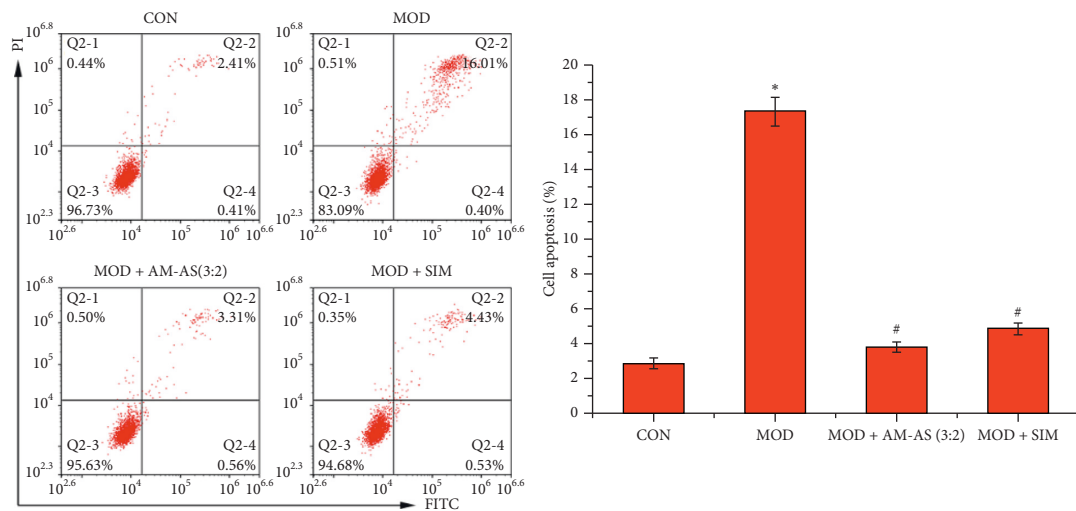 CON
PI
10^6.8
10^6
10^5
10^4
10^2.3
Q2-1
0.44%
Q2-2
2.41%
Q2-3
96.73%
Q2-4
0.41%
10^2.6 10^4 10^5 10^6.6
MOD
10^6.8
10^6
10^5
10^4
10^2.3
Q2-1
0.51%
Q2-2
16.01%
Q2-3
83.09%
Q2-4
0.40%
10^2.6 10^4 10^5 10^6 10^6.6
MOD + AM-AS(3:2)
10^6.8
10^6
10^5
10^4
10^2.3
Q2-1
0.50%
Q2-2
3.31%
Q2-3
95.63%
Q2-4
0.56%
10^2.6 10^4 10^5 10^6 10^6.6
MOD + SIM
10^6.8
10^6
10^5
10^4
10^2.3
Q2-1
0.35%
Q2-2
4.43%
Q2-3
94.68%
Q2-4
0.53%
10^2.6 10^4 10^5 10^6 10^6.6
FITC
Cell apoptosis (%)
20
18
16
14
12
10
8
6
4
2
0
*
#
#
CON MOD MOD + AM-AS (3:2) MOD + SIM